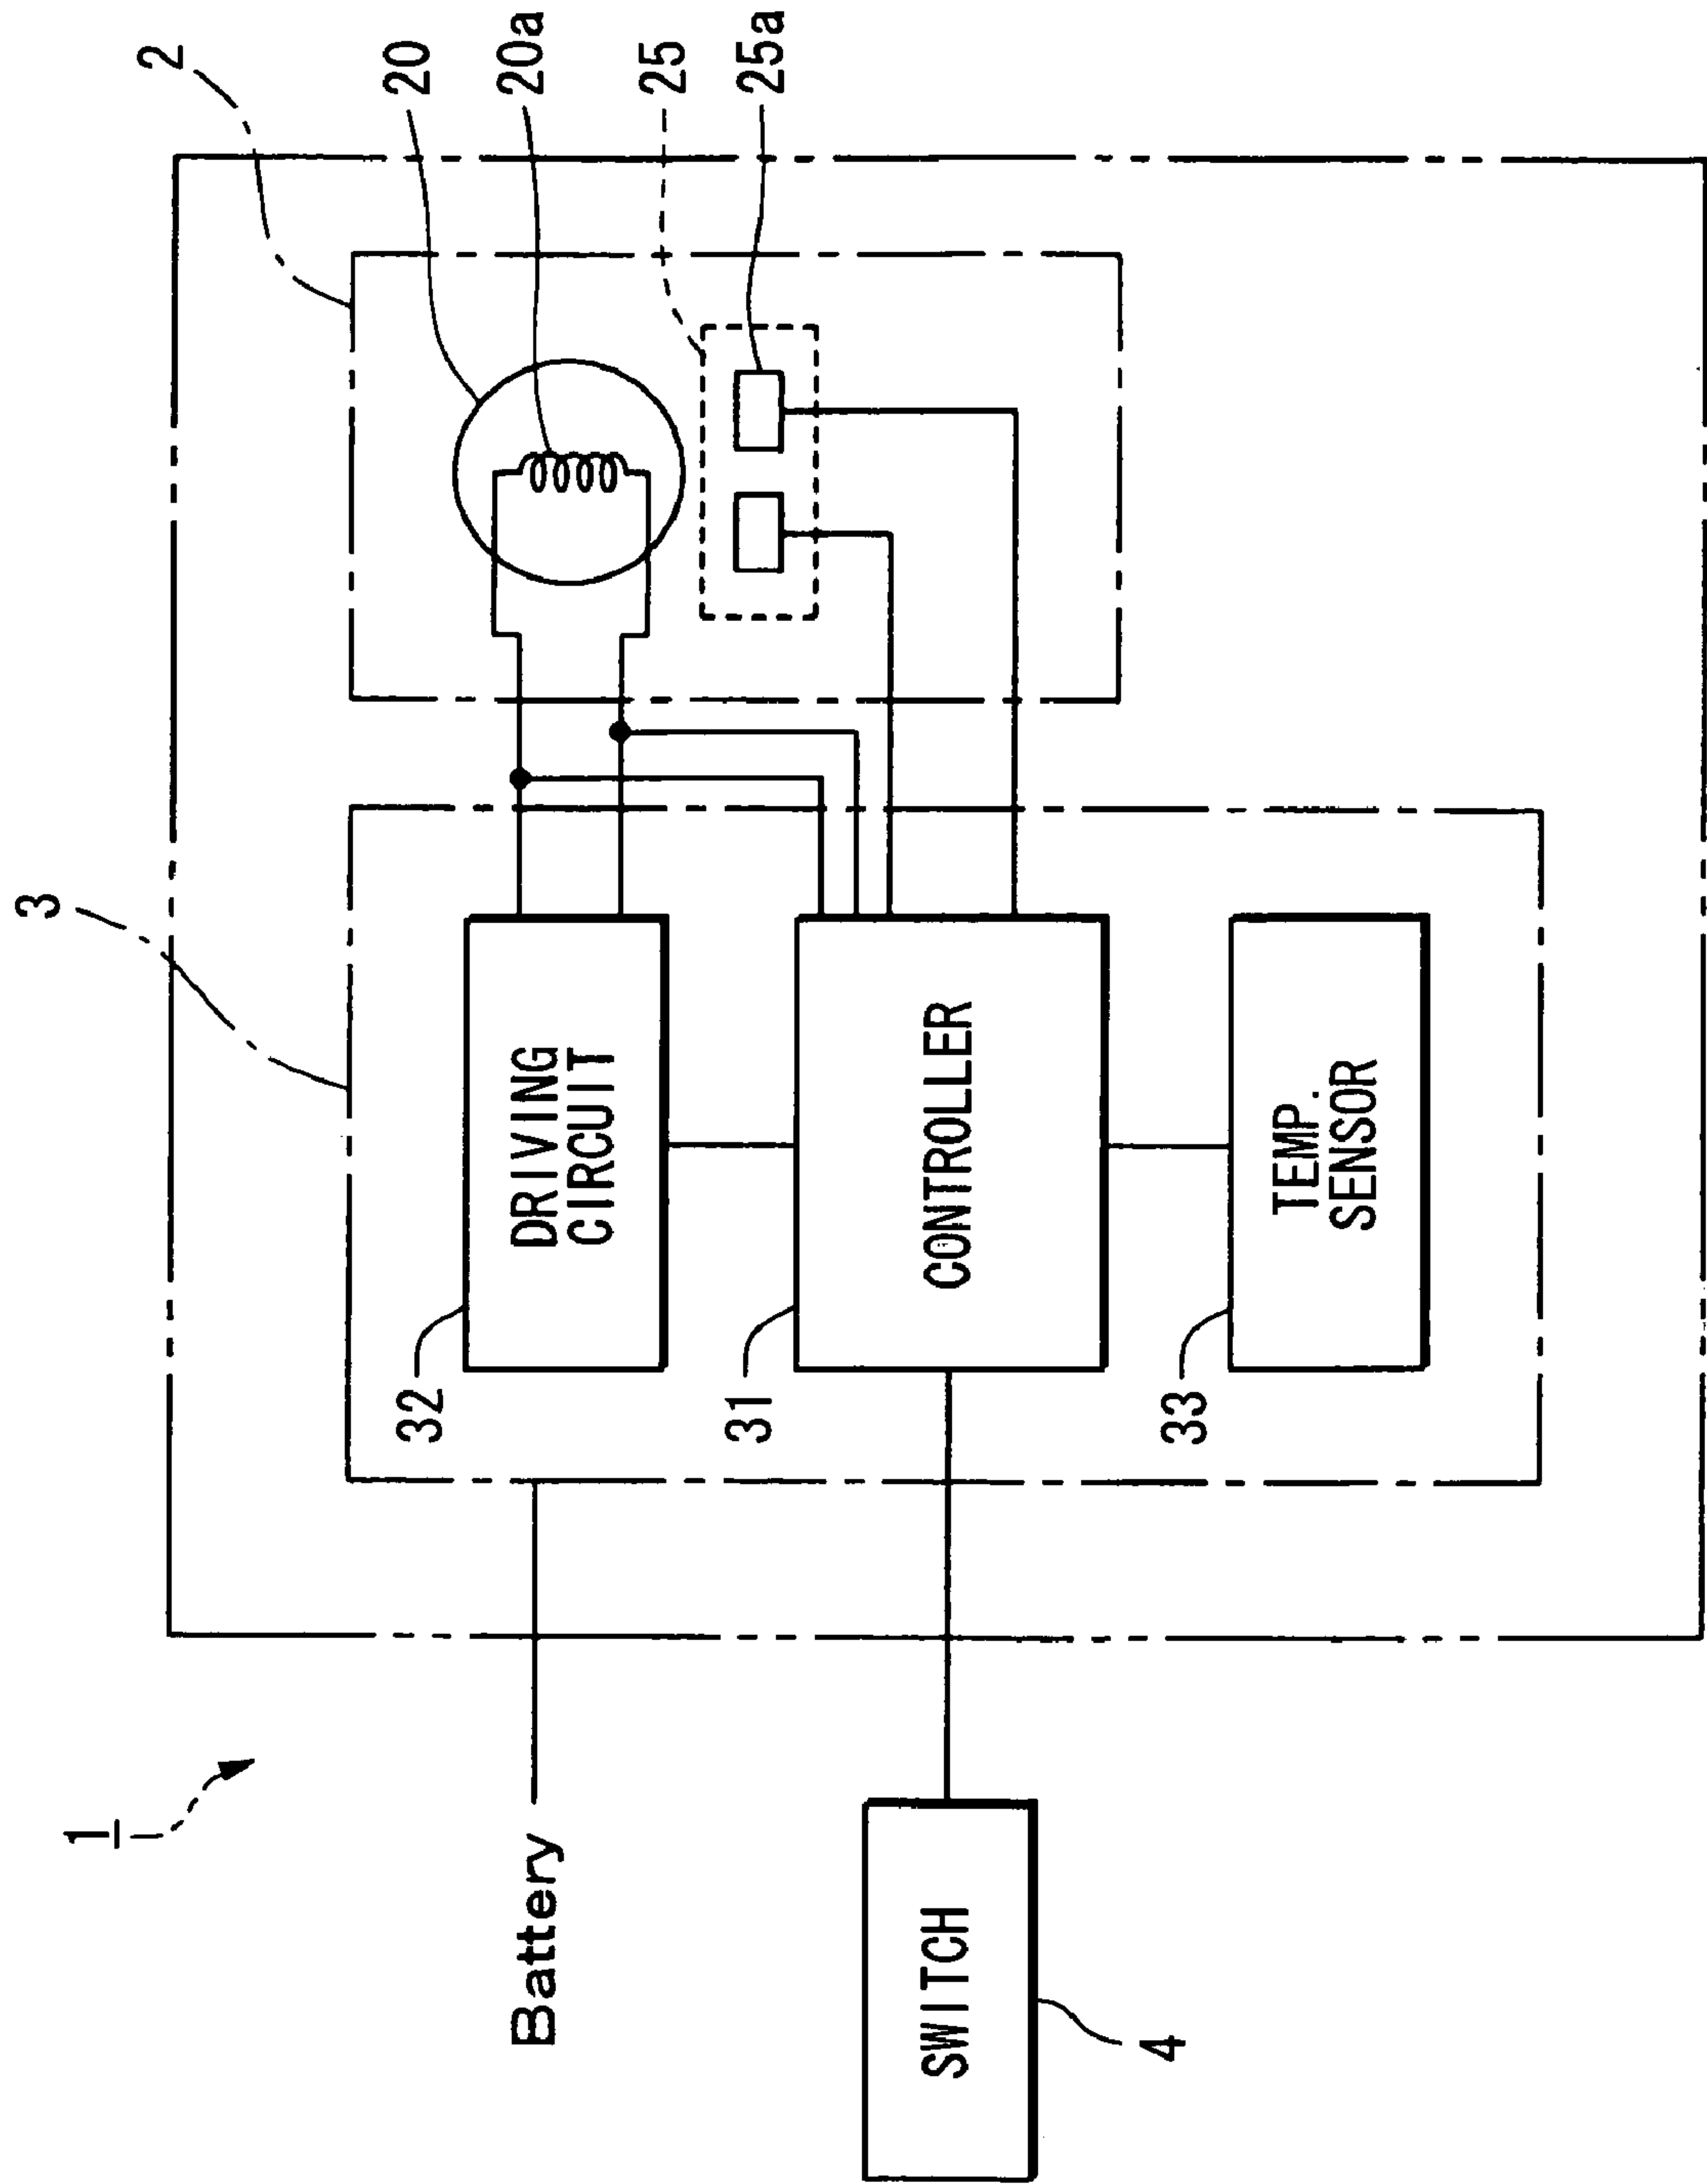 2
20
20a
25
25a
3
DRIVING
CIRCUIT
32
CONTROLLER
31
TEMP.
SENSOR
33
1
Battery
SWITCH
4